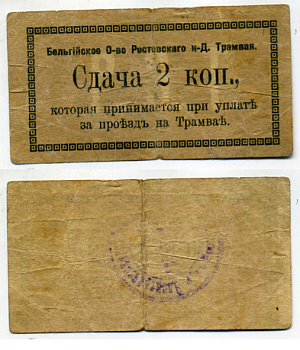 Бельгійское О-во Ростовскаго н-Д. Трамвая.
Сдача 2 коп.,
которая принимается при уплатѣ
за проѣздъ на Трамваѣ.